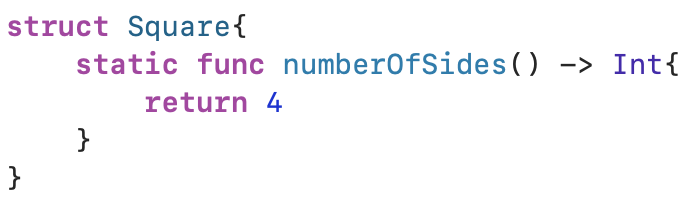 struct Square{
    static func numberOfSides() -> Int{
        return 4
    }
}